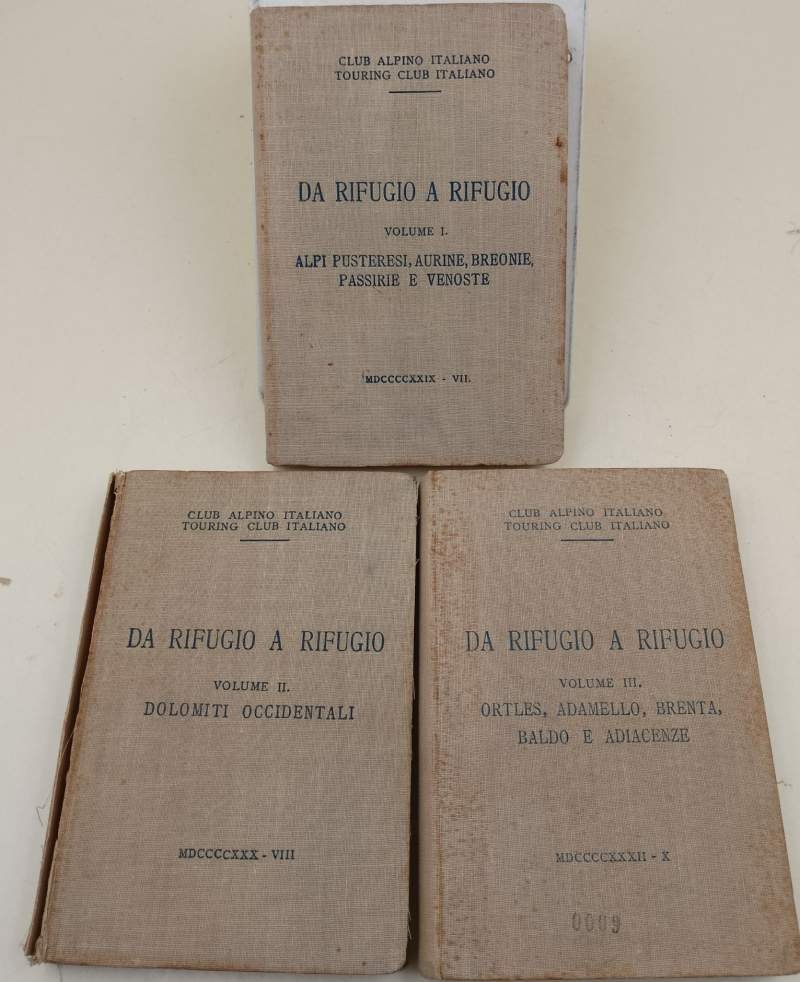 CLUB ALPINO ITALIANO
TOURING CLUB ITALIANO
DA RIFUGIO A RIFUGIO
VOLUME I.
ALPI PUSTERESI, AURINE, BREONIE,
PASSIRIE E VENOSTE
MDCCCCXXIX - VII.
CLUB ALPINO ITALIANO
TOURING CLUB ITALIANO
DA RIFUGIO A RIFUGIO
VOLUME II.
DOLOMITI OCCIDENTALI
MDCCCCXXX - VIII
CLUB ALPINO ITALIANO
TOURING CLUB ITALIANO
DA RIFUGIO A RIFUGIO
VOLUME III.
ORTLES, ADAMELLO, BRENTA,
BALDO E ADIACENZE
MDCCCCXXXII - X
0009